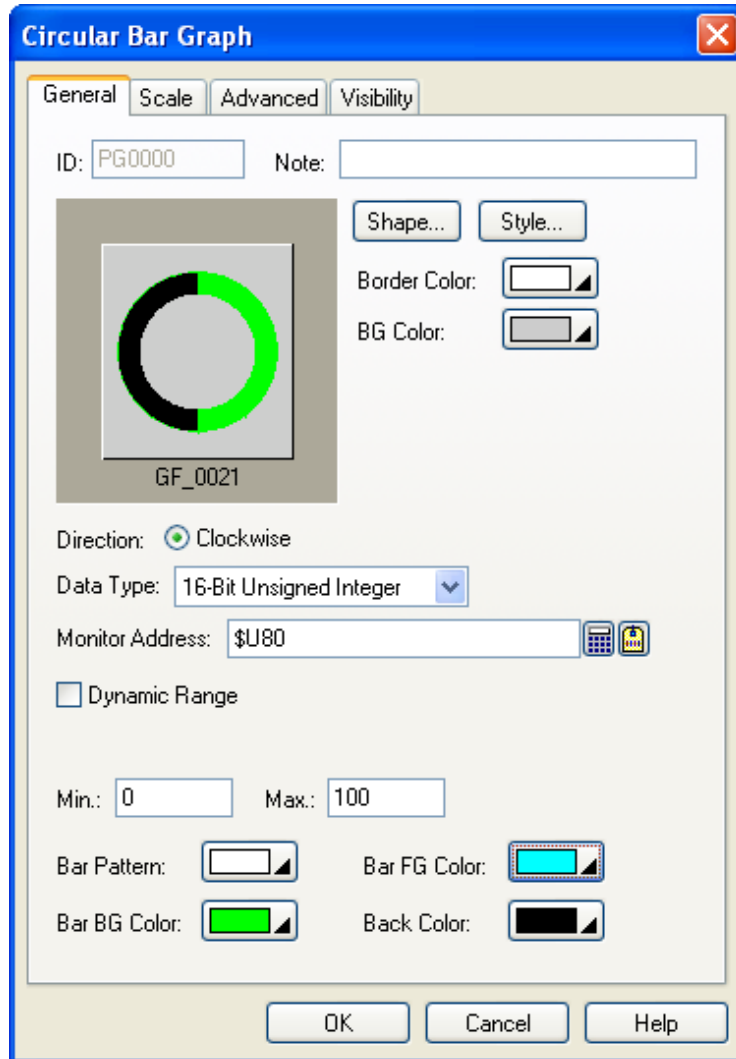 Circular Bar Graph
General Scale Advanced Visibility
ID: PG0000 Note:
Shape... Style...
Border Color:
BG Color:
GF_0021
Direction: Clockwise
Data Type: 16-Bit Unsigned Integer
Monitor Address: $U80
Dynamic Range
Min.: 0 Max.: 100
Bar Pattern: Bar FG Color:
Bar BG Color: Back Color:
OK Cancel Help